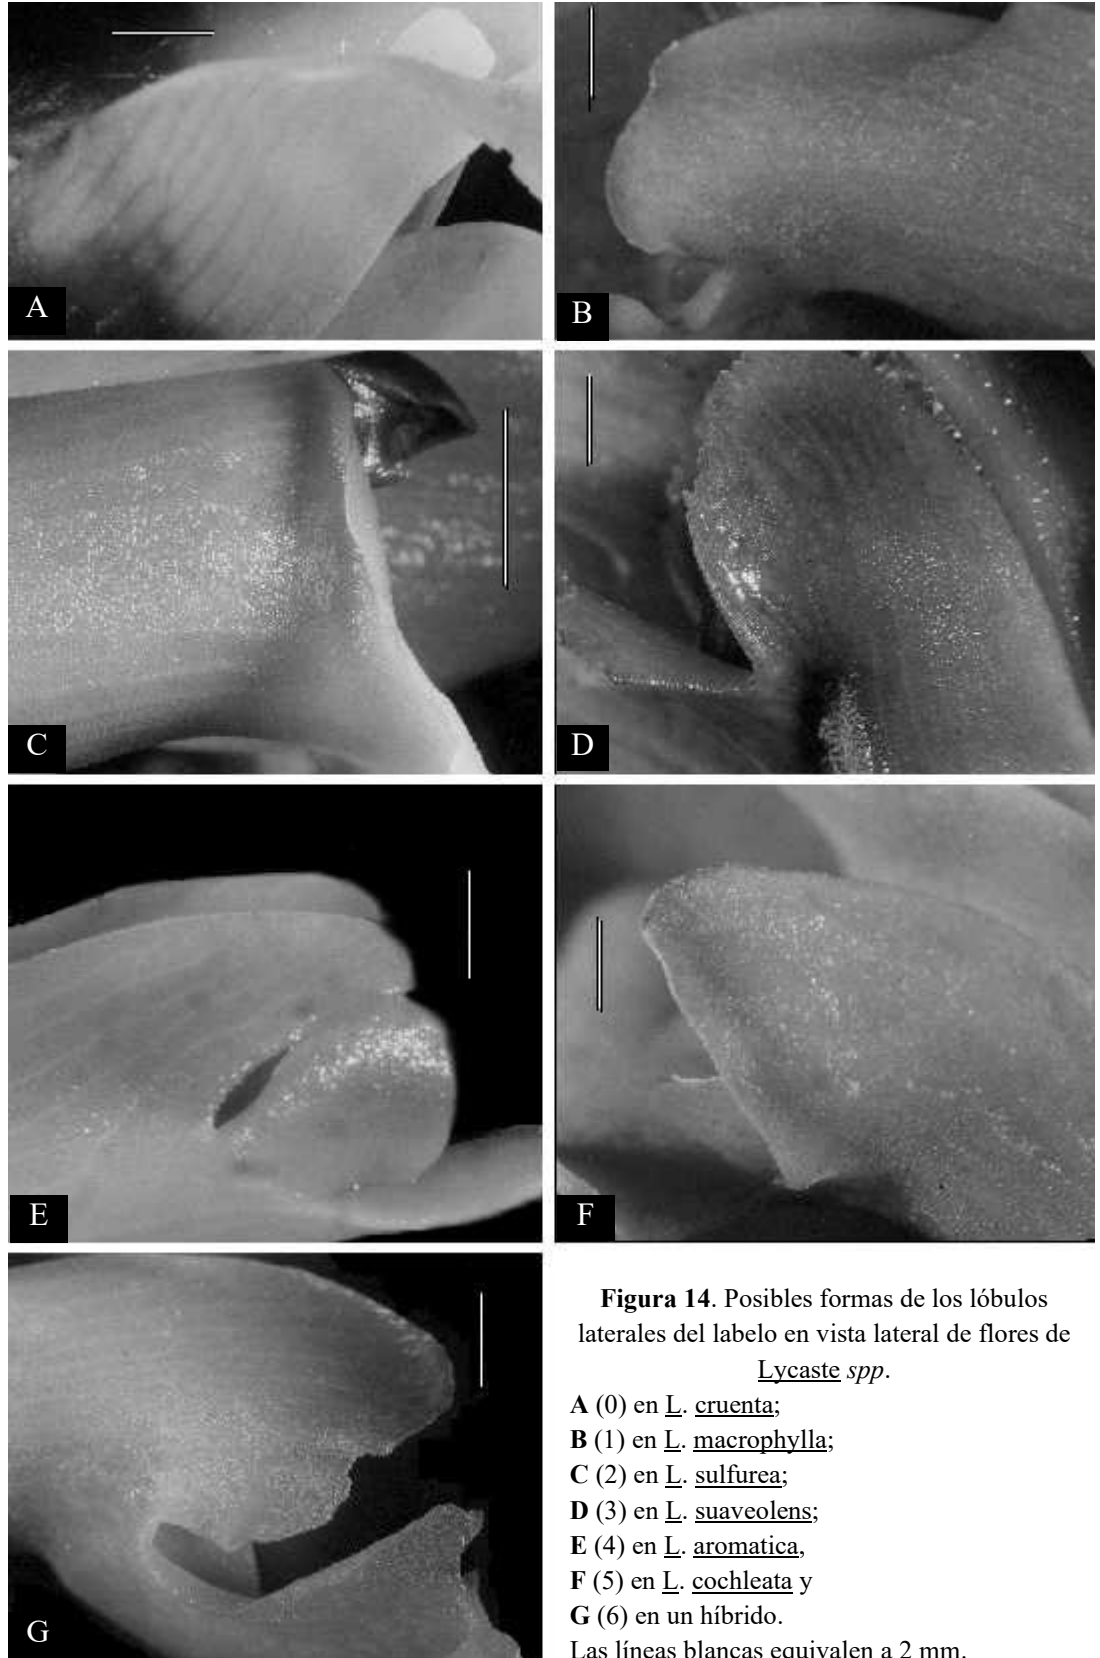 A
B
C
D
E
F
G
Figura 14. Posibles formas de los lóbulos
laterales del labelo en vista lateral de flores de
Lycaste spp.
A (0) en L. cruenta;
B (1) en L. macrophylla;
C (2) en L. sulfurea;
D (3) en L. suaveolens;
E (4) en L. aromatica,
F (5) en L. cochleata y
G (6) en un híbrido.
Las líneas blancas equivalen a 2 mm.